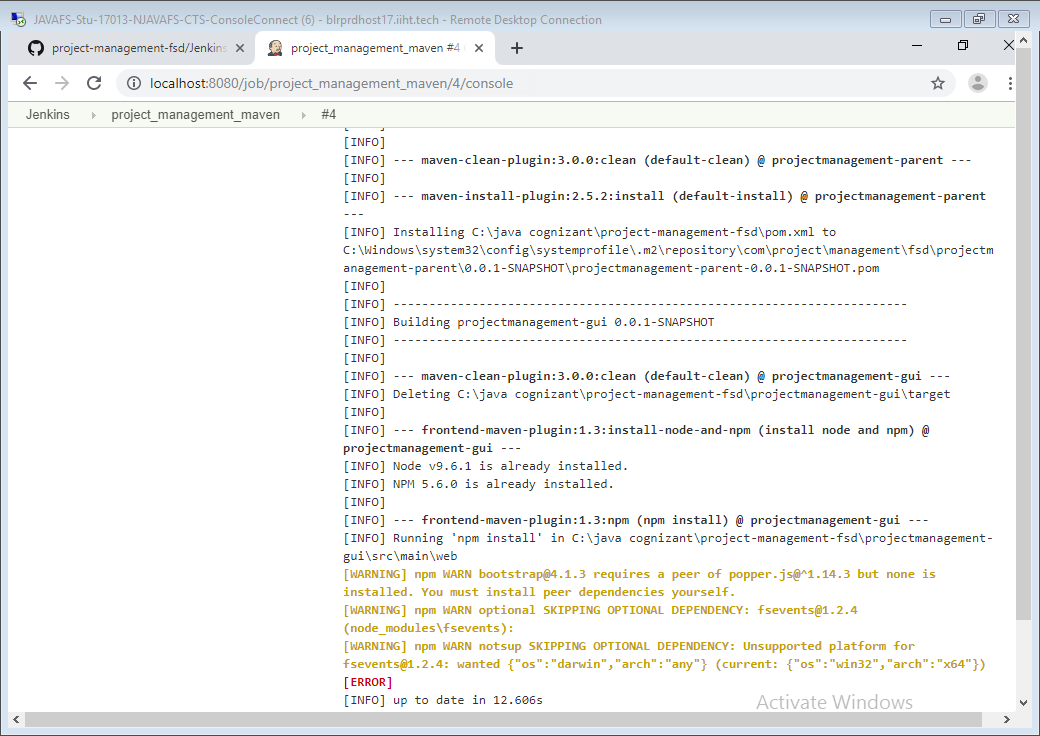 JAVAFS-Stu-17013-NJAVAFS-CTS-ConsoleConnect (6) - blrprdhost17.iiht.tech - Remote Desktop Connection
project-management-fsd/Jenkins
project_management_maven #4
localhost:8080/job/project_management_maven/4/console
Jenkins
project_management_maven
#4
[INFO]
[INFO] --- maven-clean-plugin:3.0.0:clean (default-clean) @ projectmanagement-parent ---
[INFO]
[INFO] --- maven-install-plugin:2.5.2:install (default-install) @ projectmanagement-parent
---
[INFO] Installing C:\java cognizant\project-management-fsd\pom.xml to
C:\Windows\system32\config\systemprofile\.m2\repository\com\project\management\fsd\projectm
anagement-parent\0.0.1-SNAPSHOT\projectmanagement-parent-0.0.1-SNAPSHOT.pom
[INFO]
[INFO] ------------------------------------------------------------------------
[INFO] Building projectmanagement-gui 0.0.1-SNAPSHOT
[INFO] ------------------------------------------------------------------------
[INFO]
[INFO] --- maven-clean-plugin:3.0.0:clean (default-clean) @ projectmanagement-gui ---
[INFO] Deleting C:\java cognizant\project-management-fsd\projectmanagement-gui\target
[INFO]
[INFO] --- frontend-maven-plugin:1.3:install-node-and-npm (install node and npm) @
projectmanagement-gui ---
[INFO] Node v9.6.1 is already installed.
[INFO] NPM 5.6.0 is already installed.
[INFO]
[INFO] --- frontend-maven-plugin:1.3:npm (npm install) @ projectmanagement-gui ---
[INFO] Running 'npm install' in C:\java cognizant\project-management-fsd\projectmanagement-
gui\src\main\web
[WARNING] npm WARN bootstrap@4.1.3 requires a peer of popper.js@^1.14.3 but none is
installed. You must install peer dependencies yourself.
[WARNING] npm WARN optional SKIPPING OPTIONAL DEPENDENCY: fsevents@1.2.4
(node_modules\fsevents):
[WARNING] npm WARN notsup SKIPPING OPTIONAL DEPENDENCY: Unsupported platform for
fsevents@1.2.4: wanted {"os":"darwin","arch":"any"} (current: {"os":"win32","arch":"x64"})
[ERROR]
[INFO] up to date in 12.606s
Activate Windows